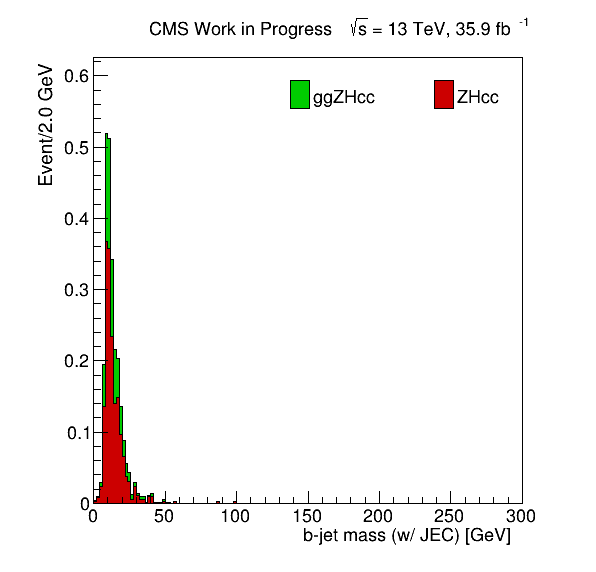 CMS Work in Progress √s = 13 TeV, 35.9 fb -1
Event/2.0 GeV
ggZHcc
ZHcc
0.6
0.5
0.4
0.3
0.2
0.1
0
0 50 100 150 200 250 300
b-jet mass (w/ JEC) [GeV]